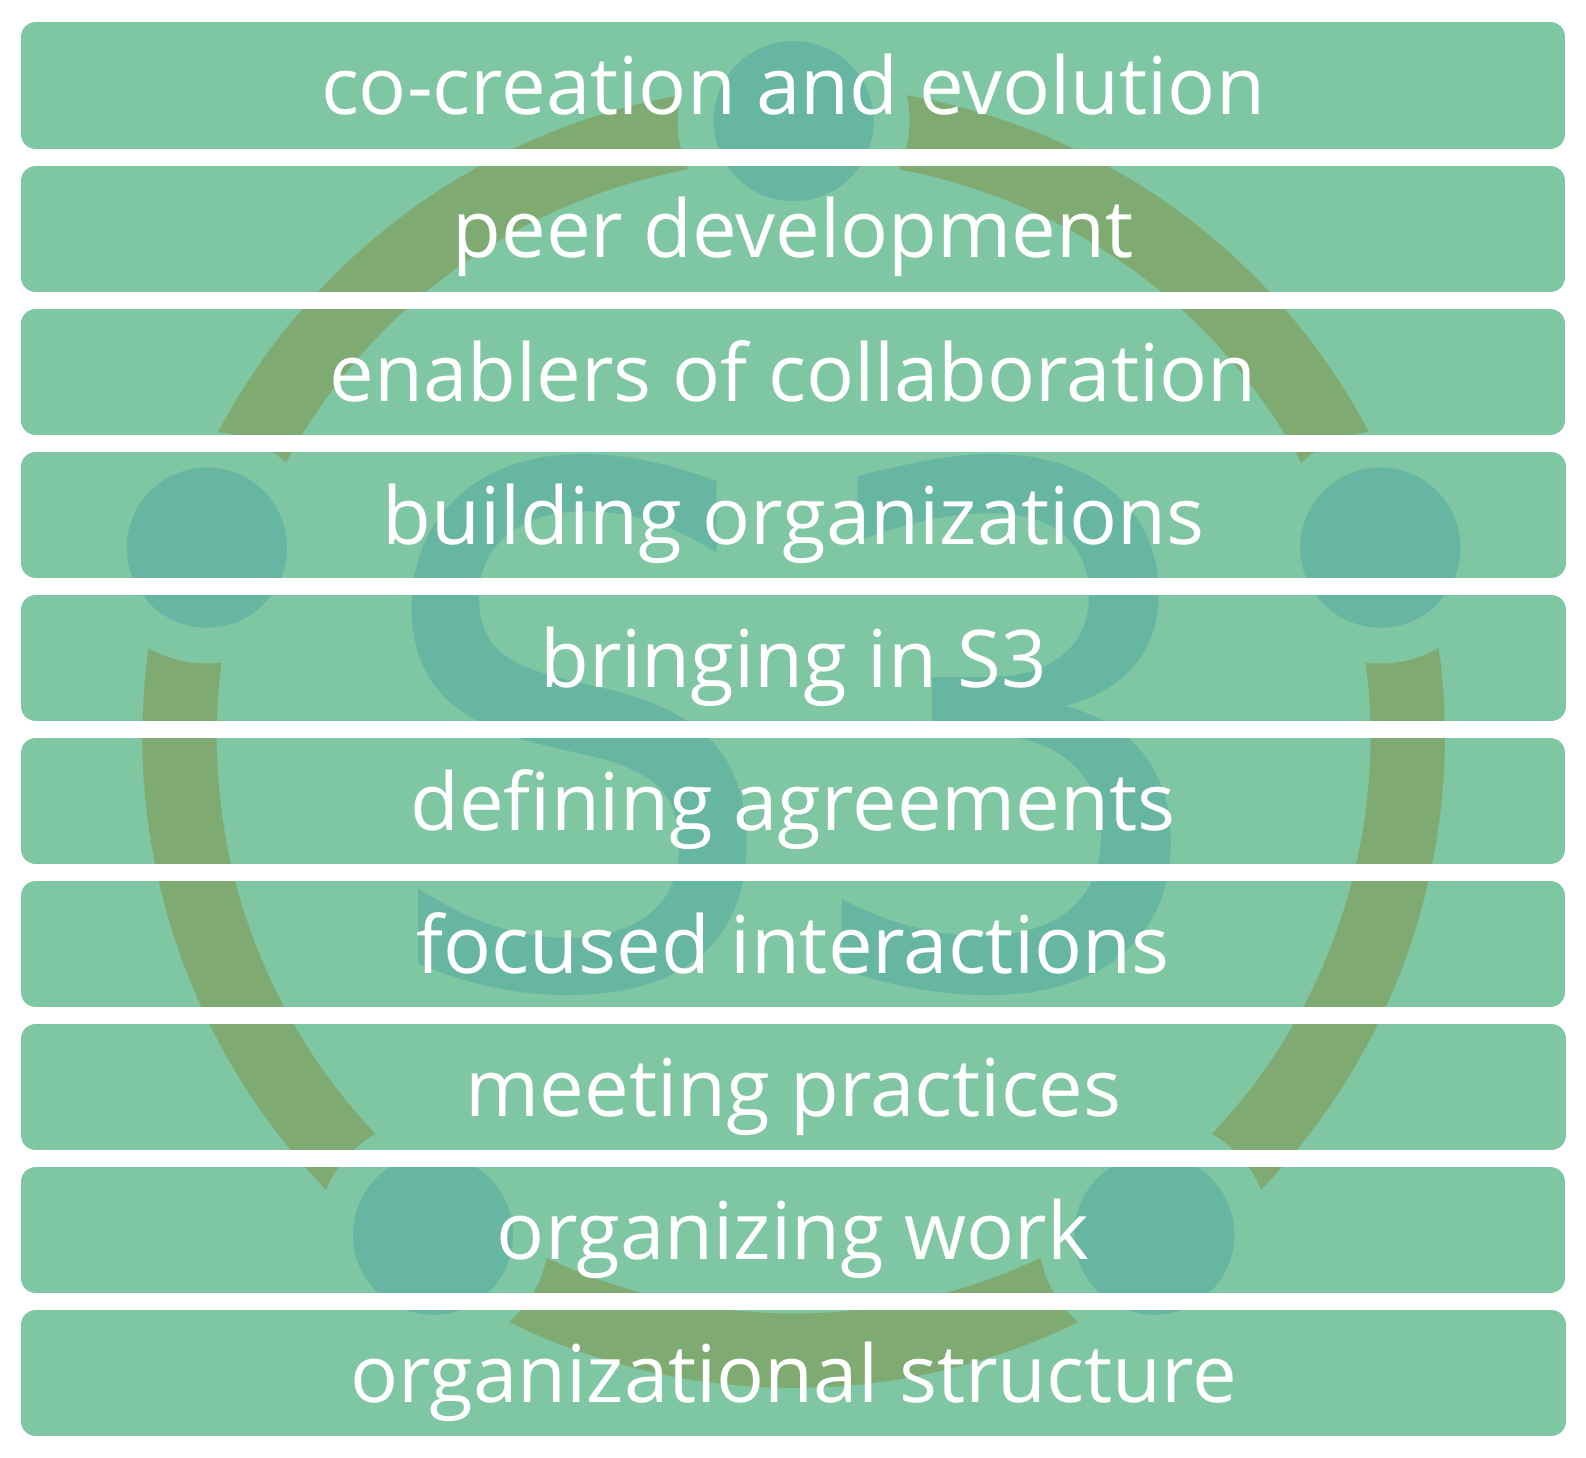 co-creation and evolution
peer development
enablers of collaboration
building organizations
S3
bringing in S3
defining agreements
focused interactions
meeting practices
organizing work
organizational structure